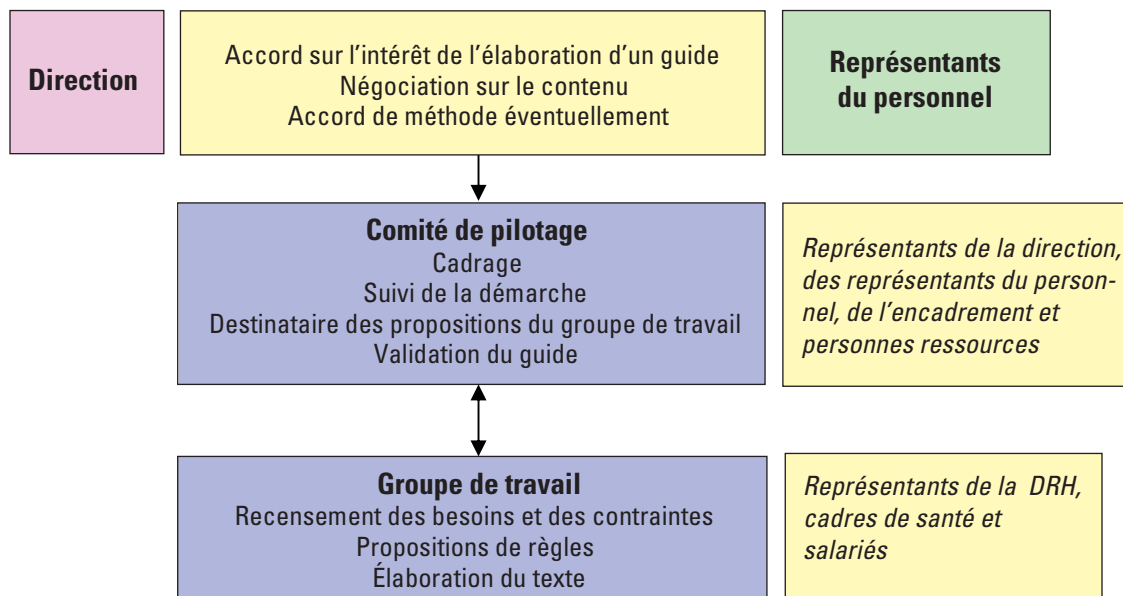 Direction
Accord sur l’intérêt de l’élaboration d’un guide
Négociation sur le contenu
Accord de méthode éventuellement
Représentants
du personnel
Comité de pilotage
Cadrage
Suivi de la démarche
Destinataire des propositions du groupe de travail
Validation du guide
Représentants de la direction,
des représentants du person-
nel, de l’encadrement et
personnes ressources
Groupe de travail
Recensement des besoins et des contraintes
Propositions de règles
Élaboration du texte
Représentants de la DRH,
cadres de santé et
salariés